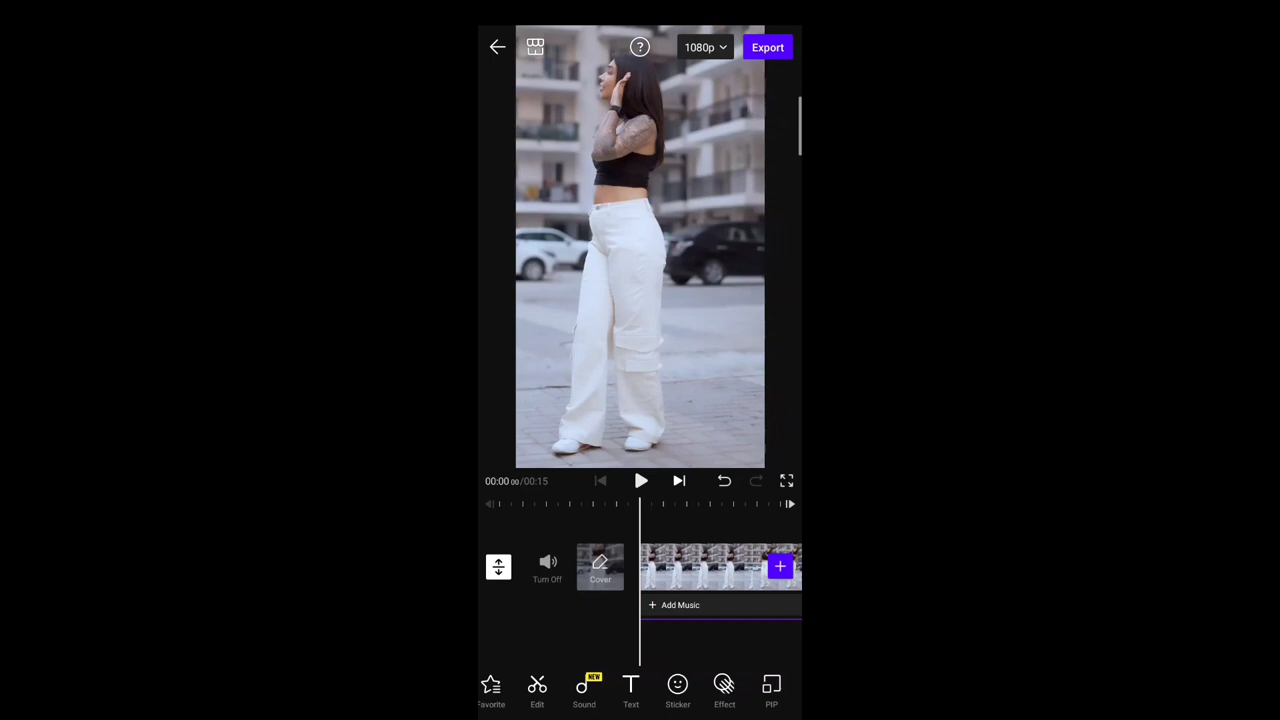 ?
1080p
Export
00:00 00/00:15
Turn Off
Cover
Add Music
NEW
Favorite
Edit
Sound
Text
Sticker
Effect
PIP